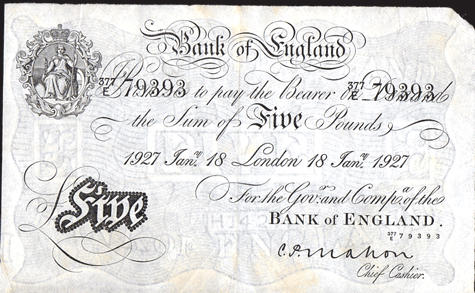 Bank of England
377/E 79393 I Promise to pay the Bearer on Demand 377/E 79393
the Sum of Five Pounds
1927 Janʸ. 18 London 18 Janʸ. 1927
For the Govʳ. and Compᵃ. of the
BANK of ENGLAND.
377/E 79393
£ Five
C.P. Mahon
Chief Cashier.